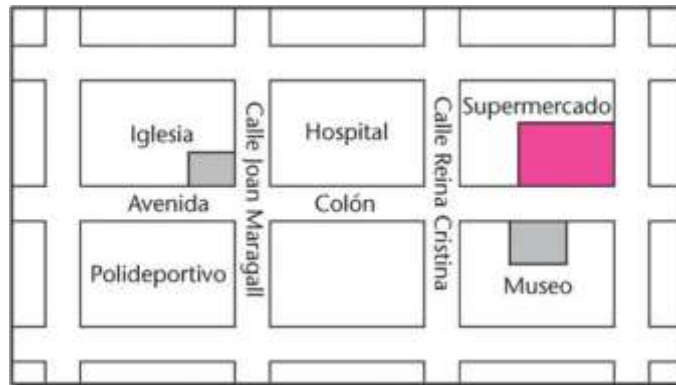 Iglesia
Calle Joan Maragall
Hospital
Calle Reina Cristina
Supermercado
Avenida Colón
Polideportivo
Museo